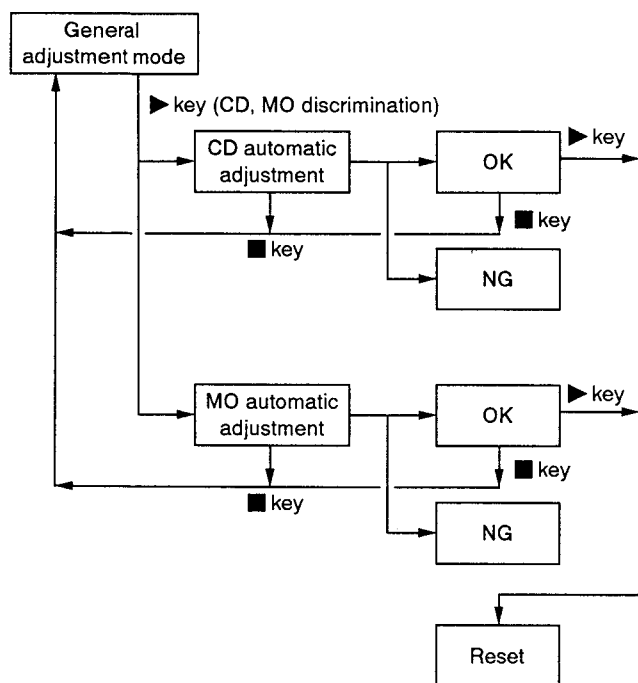 General
adjustment mode
▶ key (CD, MO discrimination)
CD automatic
adjustment
OK
▶ key
■ key
■ key
NG
MO automatic
adjustment
OK
▶ key
■ key
■ key
NG
Reset